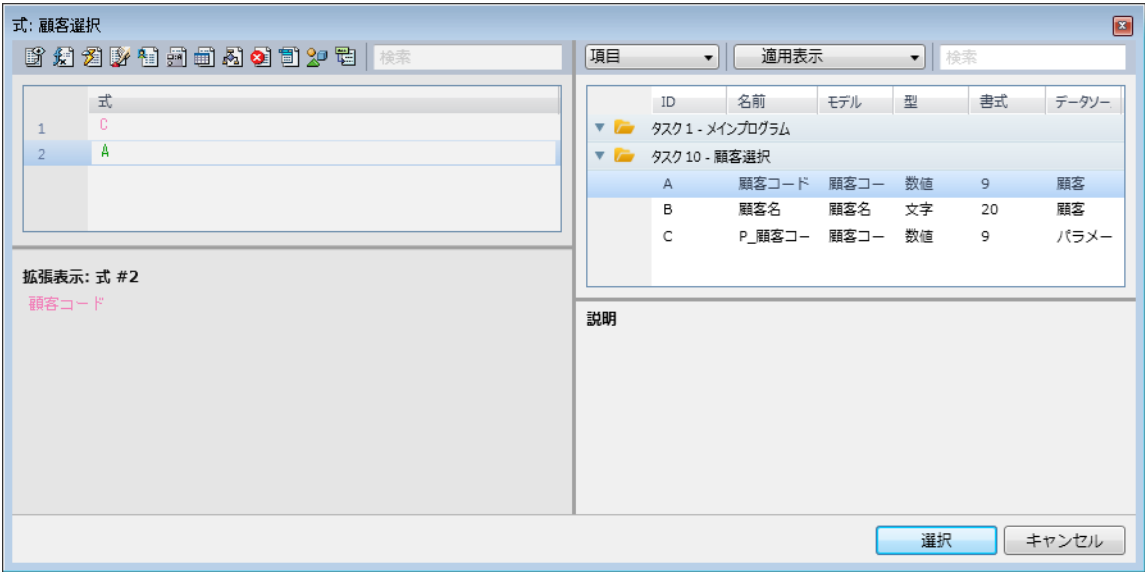 式: 顧客選択
検索
項目 適用表示 検索
式
1 C
2 A
ID 名前 モデル 型 書式 データソー
タスク 1 - メインプログラム
タスク 10 - 顧客選択
A 顧客コード 顧客コー 数値 9 顧客
B 顧客名 顧客名 文字 20 顧客
C P_顧客コー 顧客コー 数値 9 パラメー
拡張表示: 式 #2
顧客コード
説明
選択 キャンセル